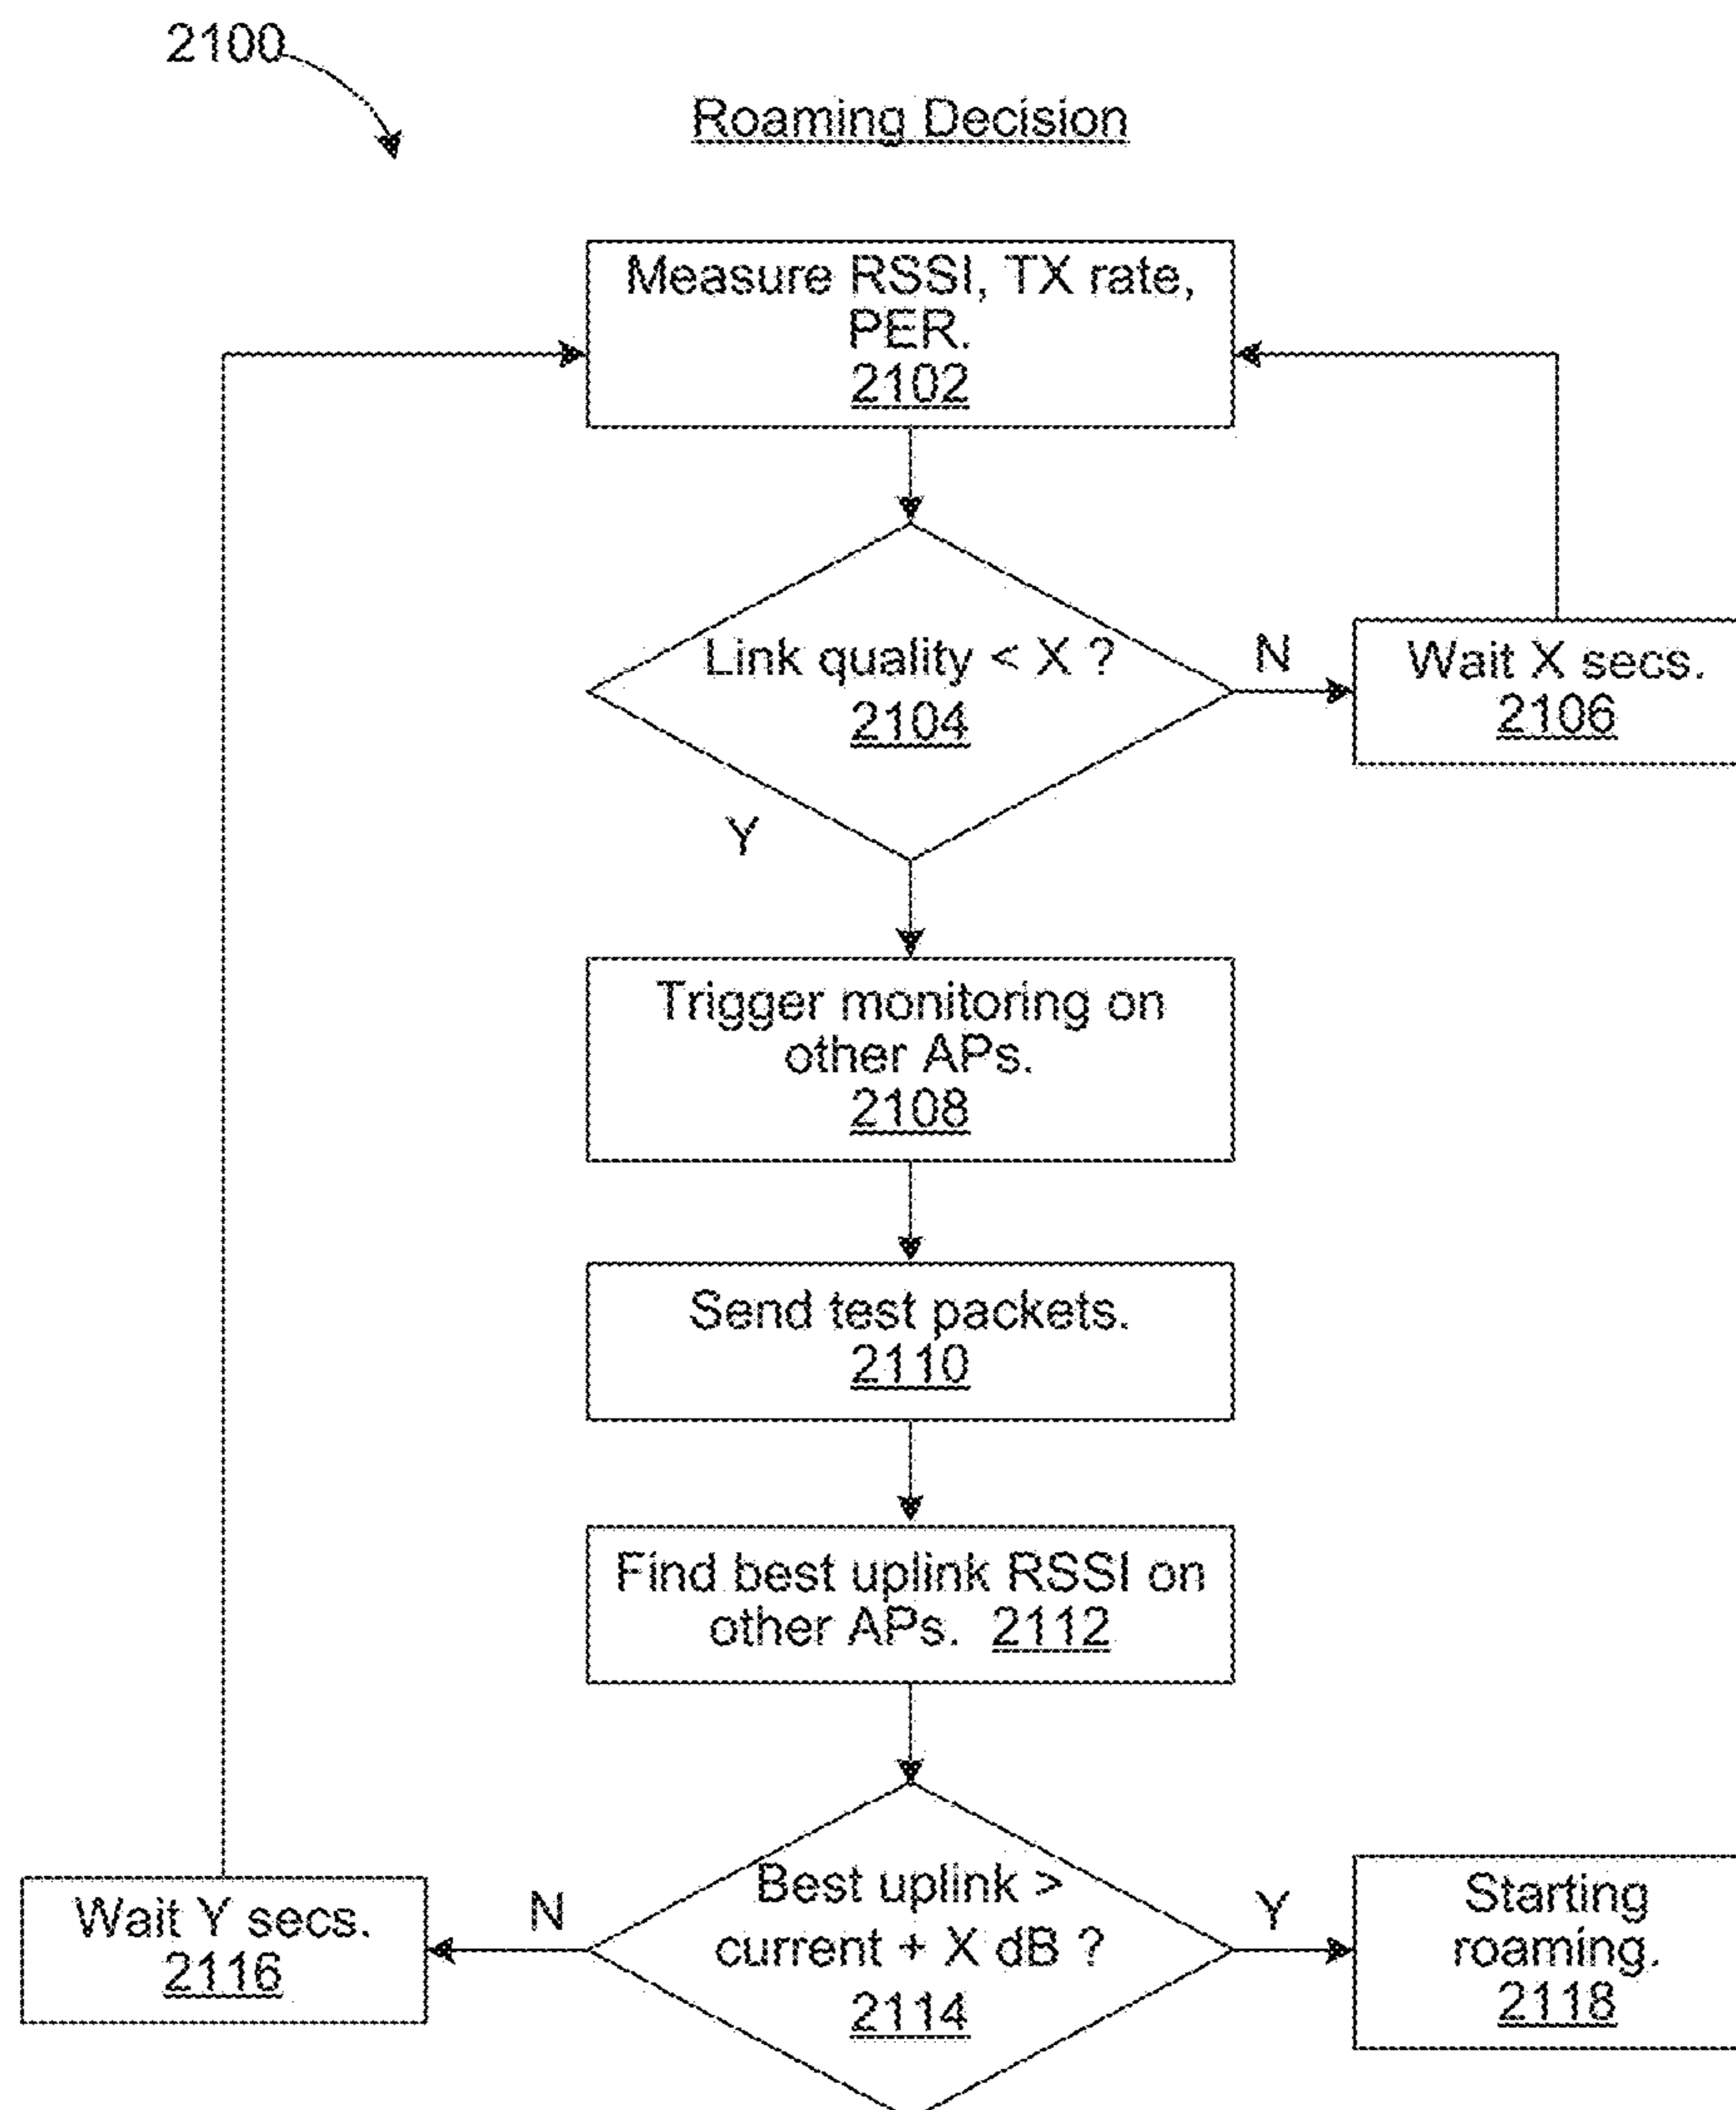 2100
Roaming Decision
Measure RSSI, TX rate,
PER.
2102
Link quality < X ?
2104
N
Wait X secs.
2106
Y
Trigger monitoring on
other APs.
2108
Send test packets.
2110
Find best uplink RSSI on
other APs. 2112
Best uplink >
current + X dB ?
2114
N
Wait Y secs.
2116
Y
Starting
roaming.
2118